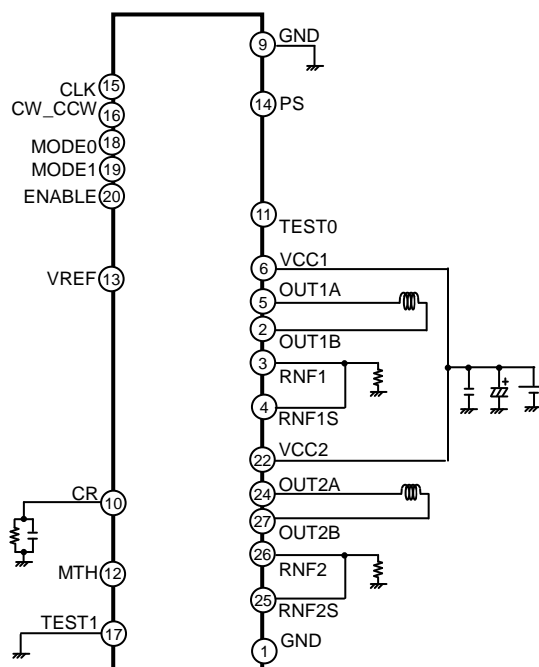 9 GND
15 CLK
14 PS
16 CW_CCW
18 MODE0
19 MODE1
20 ENABLE
11 TEST0
6 VCC1
13 VREF
5 OUT1A
2 OUT1B
3 RNF1
4 RNF1S
+
22 VCC2
24 OUT2A
10 CR
27 OUT2B
26 RNF2
12 MTH
25 RNF2S
17 TEST1
1 GND